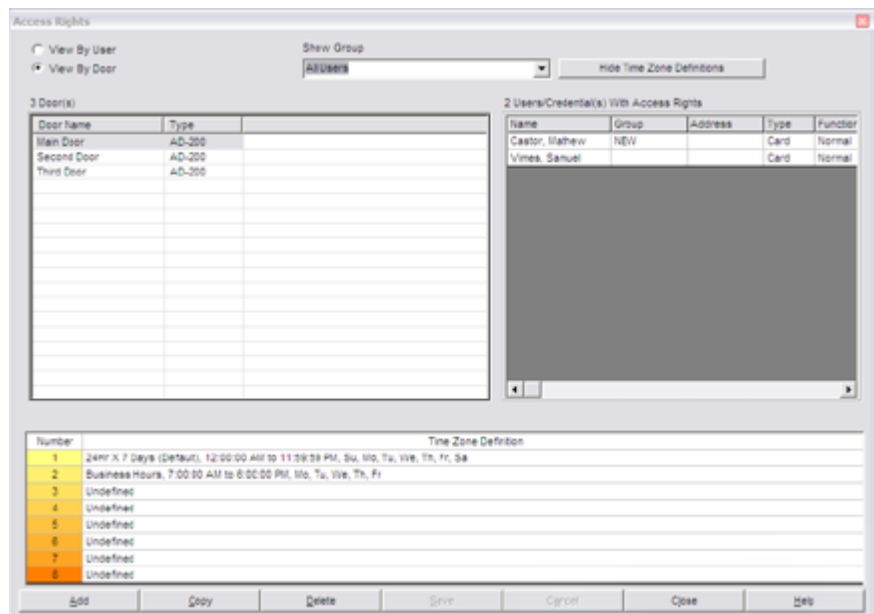 Access Rights
View By User
View By Door
Show Group
All Users
Hide Time Zone Definitions
3 Door(s)
Door Name Type
Main Door AD-200
Second Door AD-200
Third Door AD-200
2 Users/Credential(s) With Access Rights
Name Group Address Type Function
Castor, Mathew NEW Card Normal
Vimes, Samuel Card Normal
Number Time Zone Definition
1 24Hr X 7 Days (Default), 12:00:00 AM to 11:59:59 PM, Su, Mo, Tu, We, Th, Fr, Sa
2 Business Hours, 7:00:00 AM to 6:00:00 PM, Mo, Tu, We, Th, Fr
3 Undefined
4 Undefined
5 Undefined
6 Undefined
7 Undefined
8 Undefined
Add Copy Delete Save Cancel Close Help